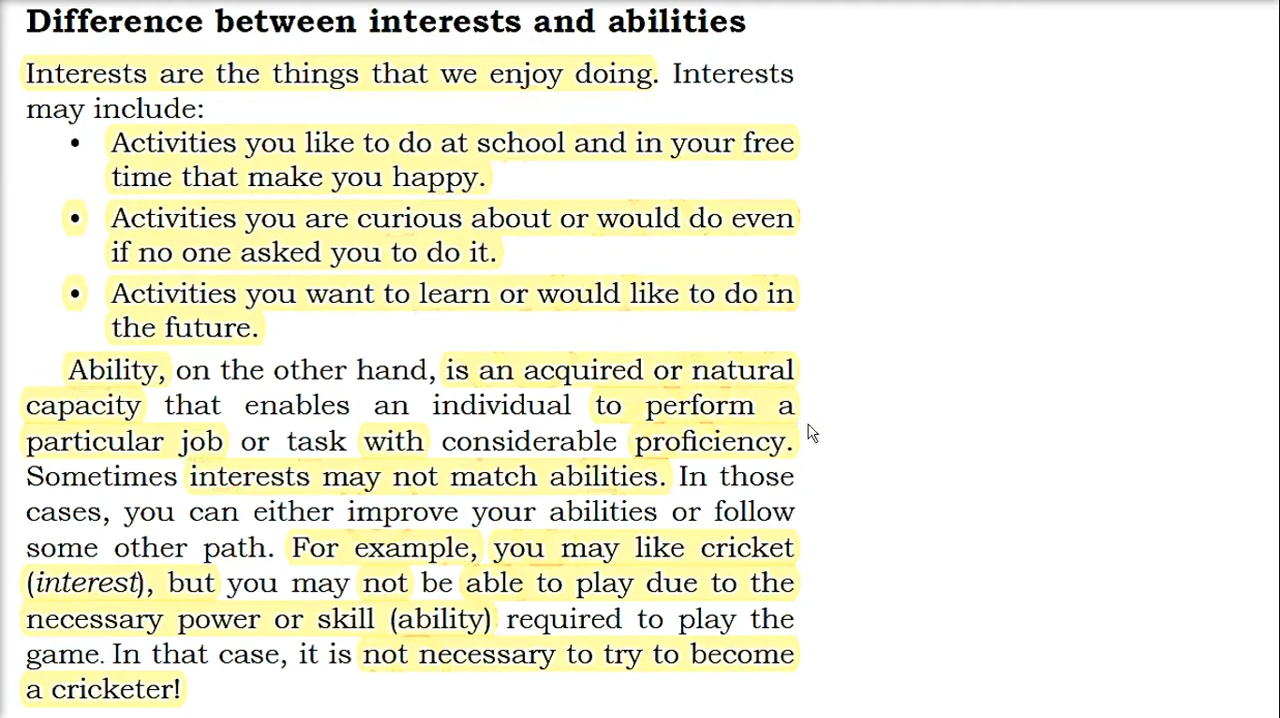 Difference between interests and abilities
Interests are the things that we enjoy doing. Interests
may include:
• Activities you like to do at school and in your free
time that make you happy.
• Activities you are curious about or would do even
if no one asked you to do it.
• Activities you want to learn or would like to do in
the future.
Ability, on the other hand, is an acquired or natural
capacity that enables an individual to perform a
particular job or task with considerable proficiency.
Sometimes interests may not match abilities. In those
cases, you can either improve your abilities or follow
some other path. For example, you may like cricket
(interest), but you may not be able to play due to the
necessary power or skill (ability) required to play the
game. In that case, it is not necessary to try to become
a cricketer!